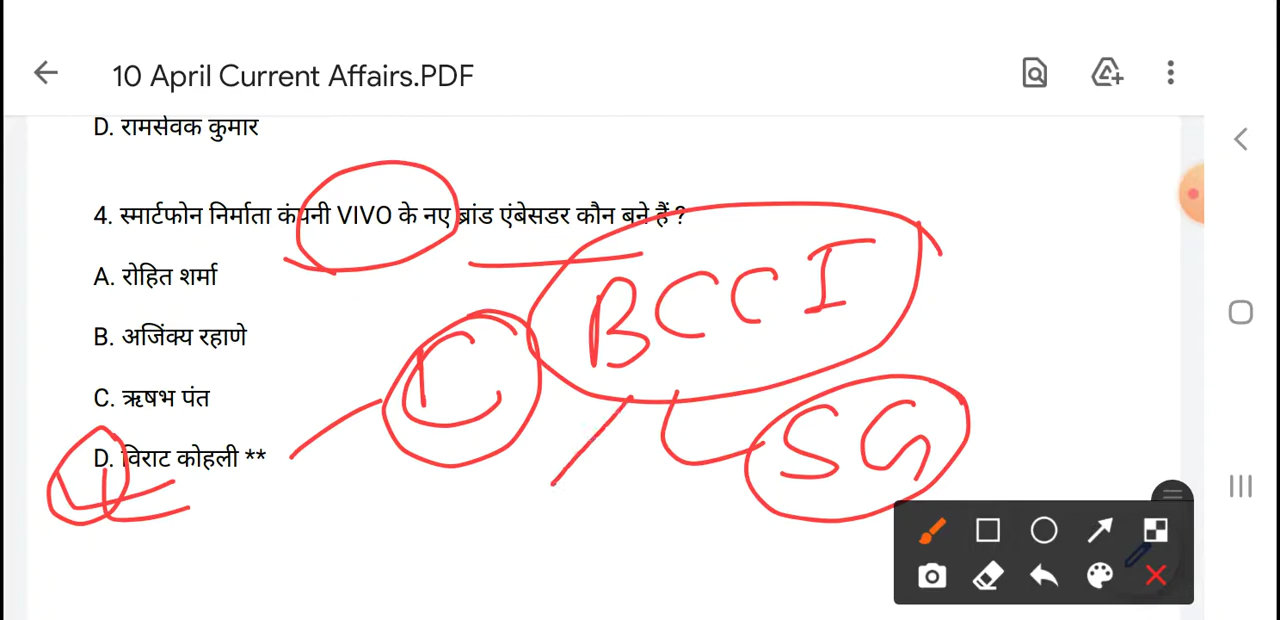 10 April Current Affairs.PDF
D. रामसेवक कुमार
4. स्मार्टफोन निर्माता कंपनी VIVO के नए ब्रांड एंबेसडर कौन बने हैं ?
A. रोहित शर्मा
BCCI
B. अजिंक्य रहाणे
C
C. ऋषभ पंत
SG
D. विराट कोहली **